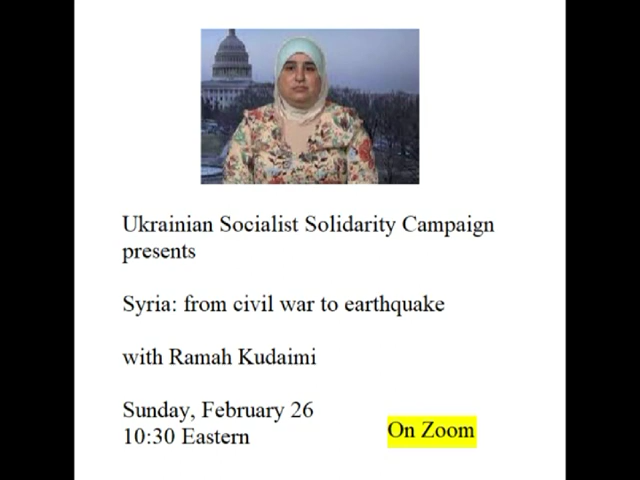 Ukrainian Socialist Solidarity Campaign
presents
Syria: from civil war to earthquake
with Ramah Kudaimi
Sunday, February 26
10:30 Eastern
On Zoom